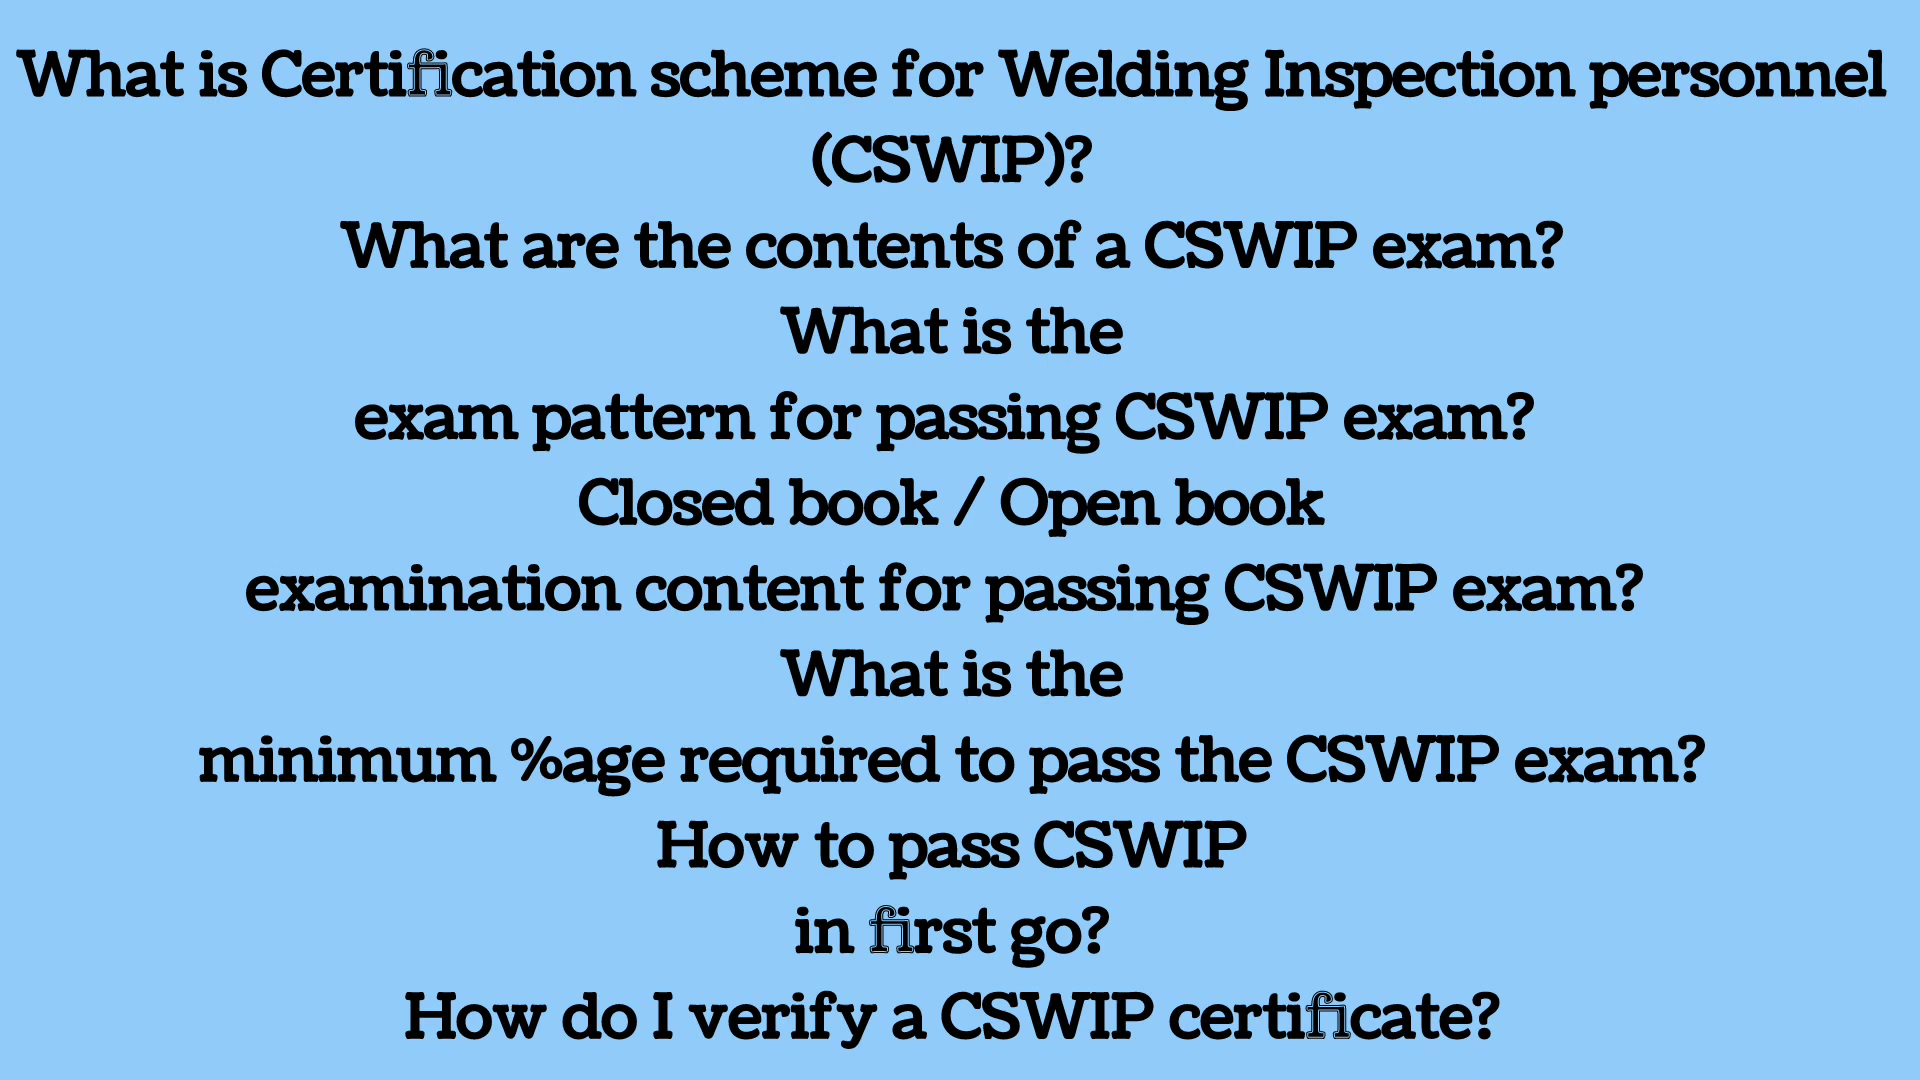 What is Certification scheme for Welding Inspection personnel
(CSWIP)?
What are the contents of a CSWIP exam?
What is the
exam pattern for passing CSWIP exam?
Closed book / Open book
examination content for passing CSWIP exam?
What is the
minimum %age required to pass the CSWIP exam?
How to pass CSWIP
in first go?
How do I verify a CSWIP certificate?